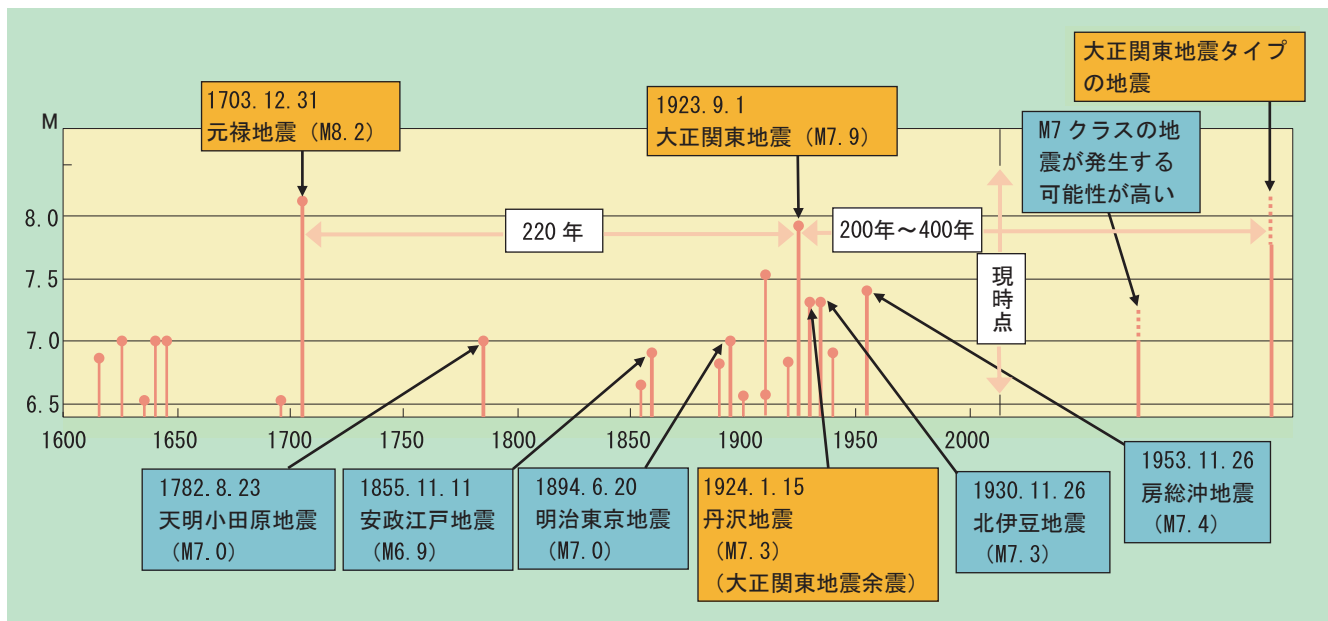 1703.12.31
元禄地震（M8.2）
1923.9.1
大正関東地震（M7.9）
大正関東地震タイプ
の地震
M7クラスの地
震が発生する
可能性が高い
M
8.0
7.5
7.0
6.5
220年
200年～400年
現時点
1600
1650
1700
1750
1800
1850
1900
1950
2000
1782.8.23
天明小田原地震
（M7.0）
1855.11.11
安政江戸地震
（M6.9）
1894.6.20
明治東京地震
（M7.0）
1924.1.15
丹沢地震
（M7.3）
（大正関東地震余震）
1930.11.26
北伊豆地震
（M7.3）
1953.11.26
房総沖地震
（M7.4）